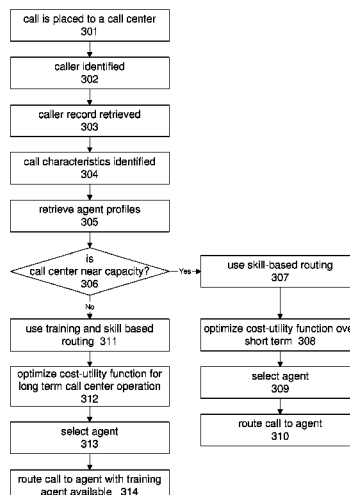 call is placed to a call center
301
caller identified
302
caller record retrieved
303
call characteristics identified
304
retrieve agent profiles
305
is
call center near capacity?
306
Yes
No
use skill-based routing
307
optimize cost-utility function over
short term 308
select agent
309
route call to agent
310
use training and skill based
routing 311
optimize cost-utility function for
long term call center operation
312
select agent
313
route call to agent with training
agent available 314